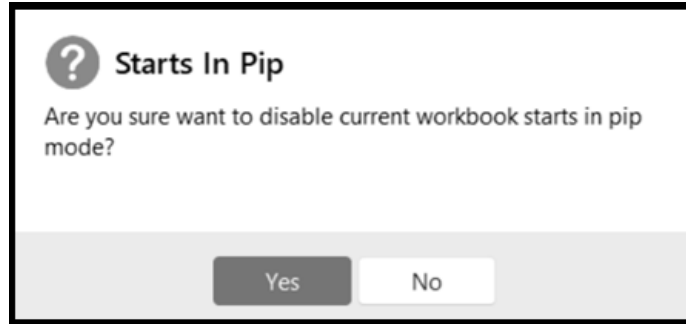 Starts In Pip
Are you sure want to disable current workbook starts in pip
mode?
Yes No